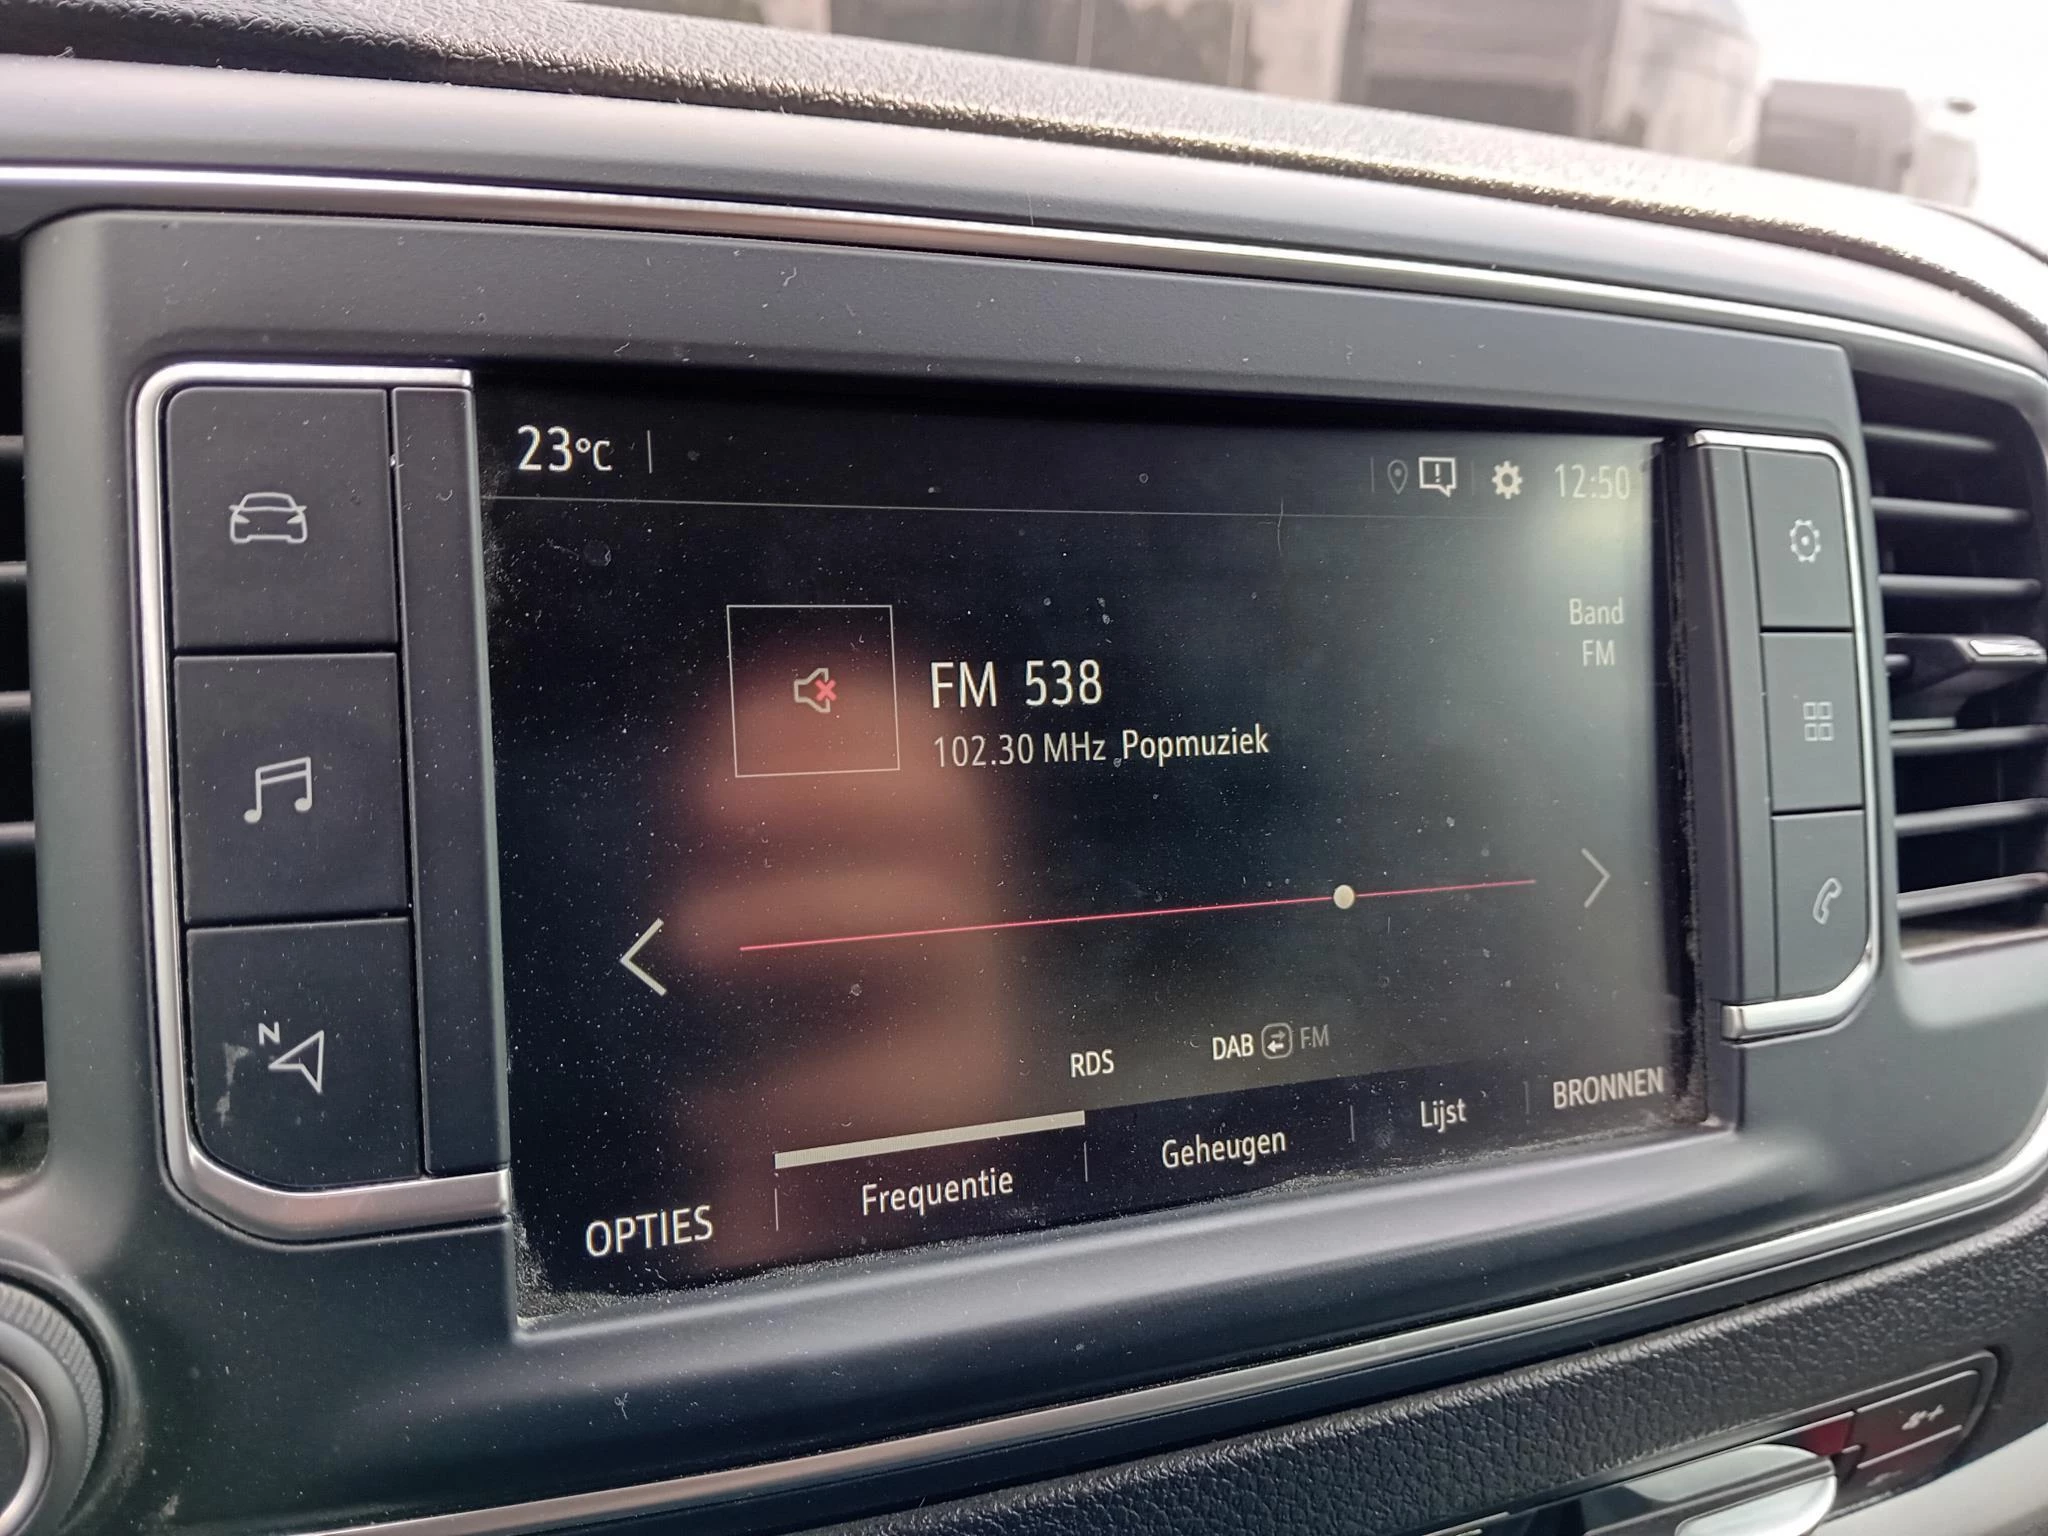 23°C
12:50
Band
FM
FM 538
102.30 MHz Popmuziek
RDS
DAB FM
OPTIES
Frequentie
Geheugen
Lijst
BRONNEN
N